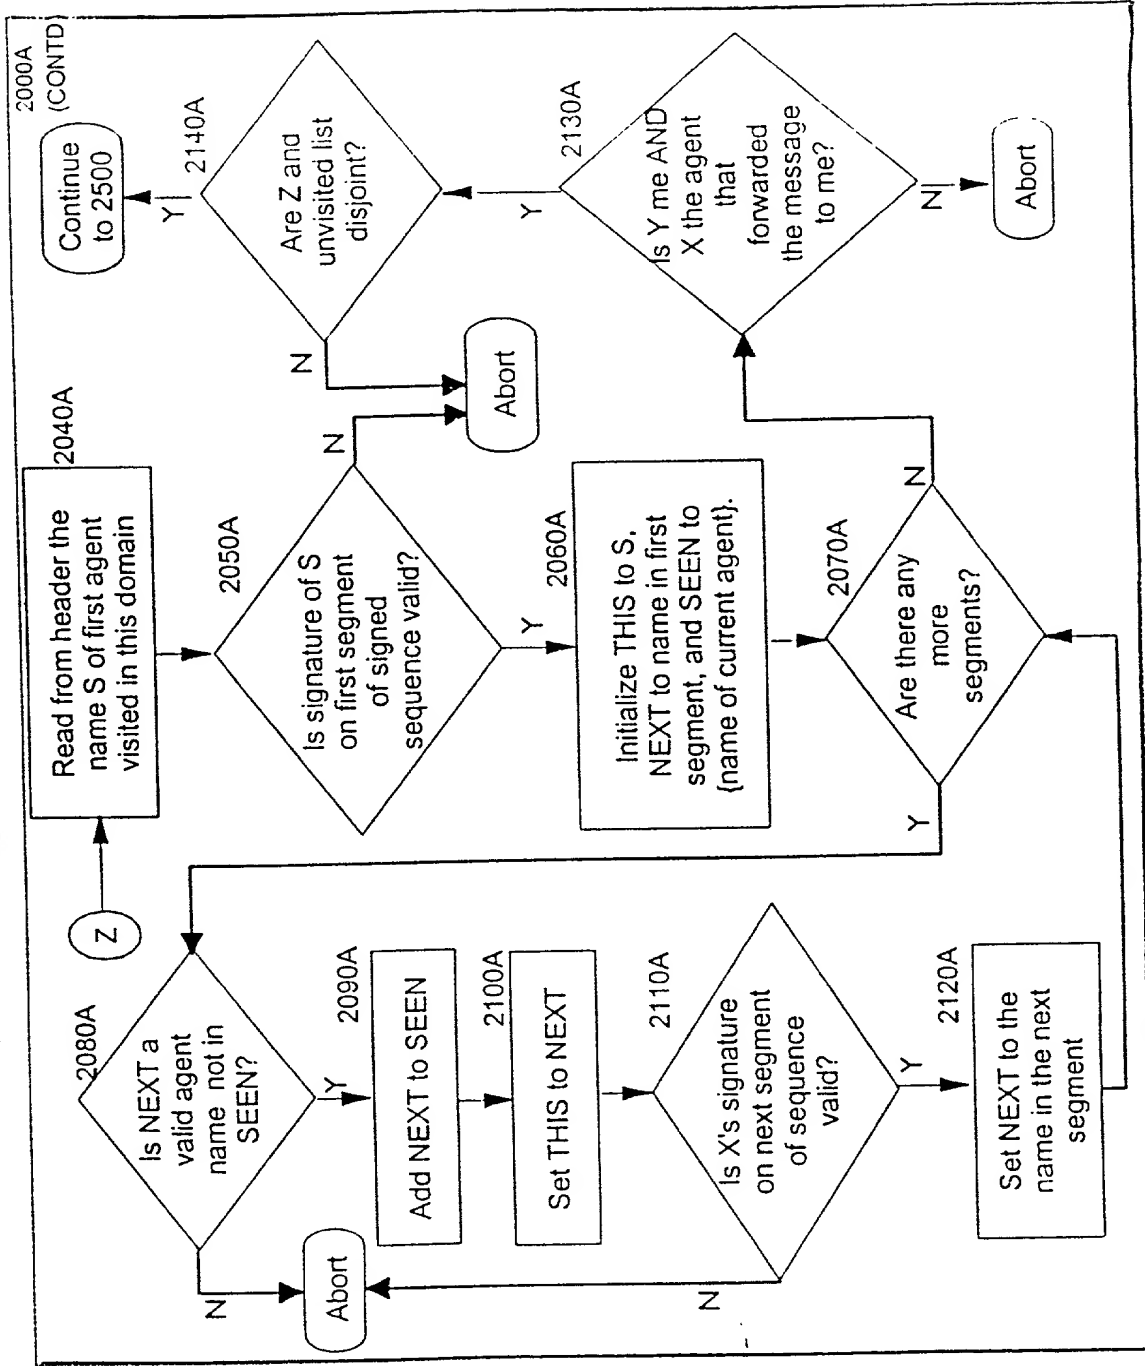 2000A
(CONTD)
Z
Read from header the
name S of first agent
visited in this domain
2040A
Is signature of S
on first segment
of signed
sequence valid?
2050A
N
Y
Abort
Initialize THIS to S,
NEXT to name in first
segment, and SEEN to
{name of current agent}.
2060A
Are there any
more
segments?
2070A
Y
N
Is NEXT a
valid agent
name not in
SEEN?
2080A
N
Y
Abort
Add NEXT to SEEN
2090A
Set THIS to NEXT
2100A
Is X's signature
on next segment
of sequence
valid?
2110A
N
Y
Set NEXT to the
name in the next
segment
2120A
Is Y me AND
X the agent
that
forwarded
the message
to me?
2130A
Y
N
Abort
Are Z and
unvisited list
disjoint?
2140A
N
Y
Continue
to 2500